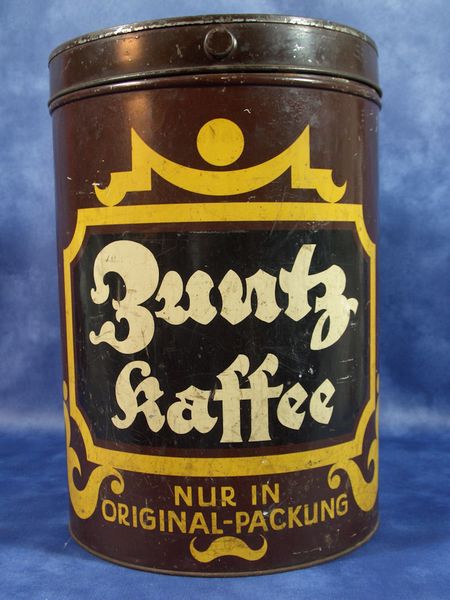 Zuntz
kaffee
NUR IN
ORIGINAL-PACKUNG